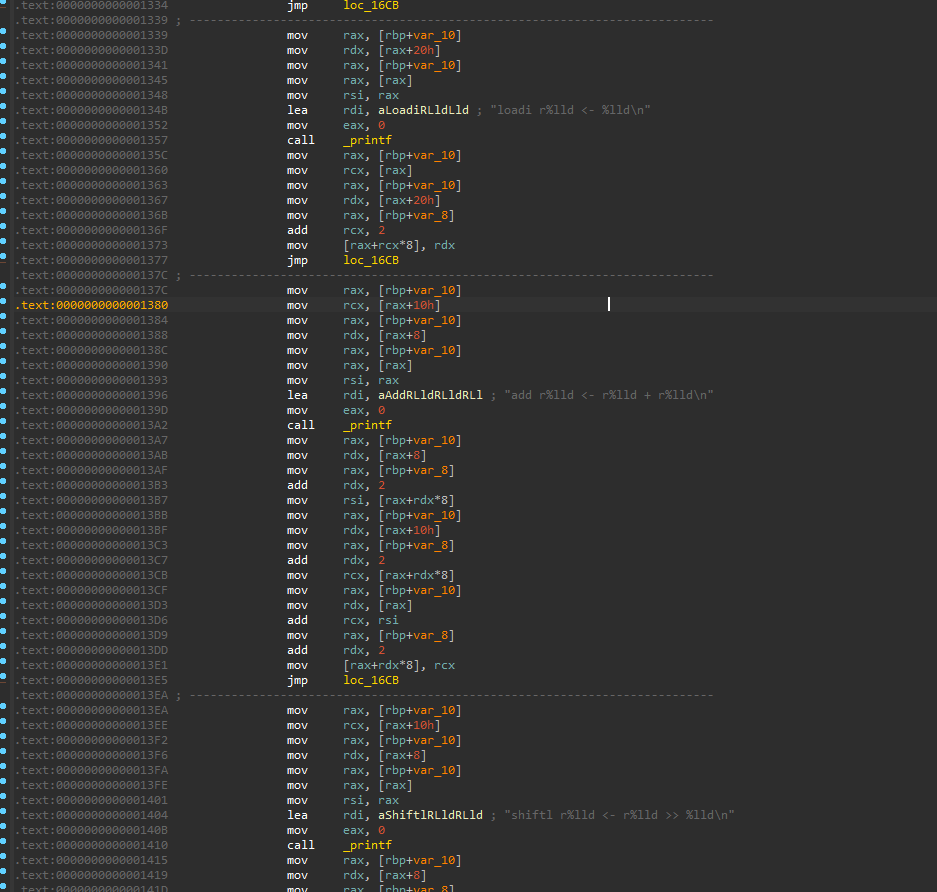 .text:0000000000001334 jmp loc_16CB
.text:0000000000001339 ; ---------------------------------------------------------------------------
.text:0000000000001339 mov rax, [rbp+var_10]
.text:000000000000133D mov rdx, [rax+20h]
.text:0000000000001341 mov rax, [rbp+var_10]
.text:0000000000001345 mov rax, [rax]
.text:0000000000001348 mov rsi, rax
.text:000000000000134B lea rdi, aLoadiRLldLld ; "loadi r%lld <- %lld\n"
.text:0000000000001352 mov eax, 0
.text:0000000000001357 call _printf
.text:000000000000135C mov rax, [rbp+var_10]
.text:0000000000001360 mov rcx, [rax]
.text:0000000000001363 mov rax, [rbp+var_10]
.text:0000000000001367 mov rdx, [rax+20h]
.text:000000000000136B mov rax, [rbp+var_8]
.text:000000000000136F add rcx, 2
.text:0000000000001373 mov [rax+rcx*8], rdx
.text:0000000000001377 jmp loc_16CB
.text:000000000000137C ; ---------------------------------------------------------------------------
.text:000000000000137C mov rax, [rbp+var_10]
.text:0000000000001380 mov rcx, [rax+10h]
.text:0000000000001384 mov rax, [rbp+var_10]
.text:0000000000001388 mov rdx, [rax+8]
.text:000000000000138C mov rax, [rbp+var_10]
.text:0000000000001390 mov rax, [rax]
.text:0000000000001393 mov rsi, rax
.text:0000000000001396 lea rdi, aAddRLldRLldRLl ; "add r%lld <- r%lld + r%lld\n"
.text:000000000000139D mov eax, 0
.text:00000000000013A2 call _printf
.text:00000000000013A7 mov rax, [rbp+var_10]
.text:00000000000013AB mov rdx, [rax+8]
.text:00000000000013AF mov rax, [rbp+var_8]
.text:00000000000013B3 add rdx, 2
.text:00000000000013B7 mov rsi, [rax+rdx*8]
.text:00000000000013BB mov rax, [rbp+var_10]
.text:00000000000013BF mov rdx, [rax+10h]
.text:00000000000013C3 mov rax, [rbp+var_8]
.text:00000000000013C7 add rdx, 2
.text:00000000000013CB mov rcx, [rax+rdx*8]
.text:00000000000013CF mov rax, [rbp+var_10]
.text:00000000000013D3 mov rdx, [rax]
.text:00000000000013D6 add rcx, rsi
.text:00000000000013D9 mov rax, [rbp+var_8]
.text:00000000000013DD add rdx, 2
.text:00000000000013E1 mov [rax+rdx*8], rcx
.text:00000000000013E5 jmp loc_16CB
.text:00000000000013EA ; ---------------------------------------------------------------------------
.text:00000000000013EA mov rax, [rbp+var_10]
.text:00000000000013EE mov rcx, [rax+10h]
.text:00000000000013F2 mov rax, [rbp+var_10]
.text:00000000000013F6 mov rdx, [rax+8]
.text:00000000000013FA mov rax, [rbp+var_10]
.text:00000000000013FE mov rax, [rax]
.text:0000000000001401 mov rsi, rax
.text:0000000000001404 lea rdi, aShiftlRLldRLld ; "shiftl r%lld <- r%lld >> %lld\n"
.text:000000000000140B mov eax, 0
.text:0000000000001410 call _printf
.text:0000000000001415 mov rax, [rbp+var_10]
.text:0000000000001419 mov rdx, [rax+8]
.text:000000000000141D mov rax, [rbp+var_8]